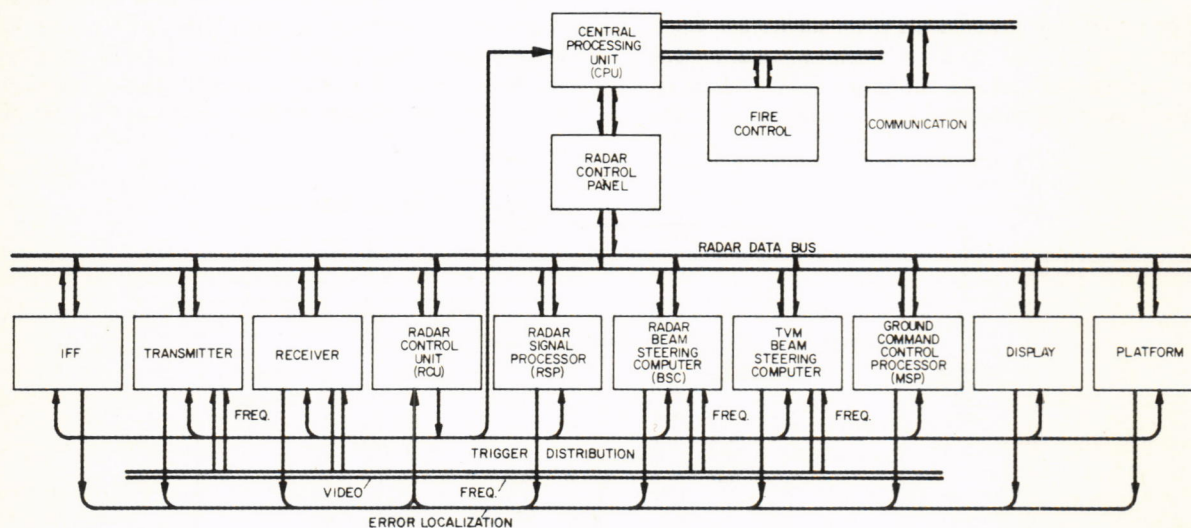 CENTRAL
PROCESSING
UNIT
(CPU)
FIRE
CONTROL
COMMUNICATION
RADAR
CONTROL
PANEL
RADAR DATA BUS
IFF
TRANSMITTER
RECEIVER
RADAR
CONTROL
UNIT
(RCU)
RADAR
SIGNAL
PROCESSOR
(RSP)
RADAR
BEAM
STEERING
COMPUTER
(BSC)
TVM
BEAM
STEERING
COMPUTER
GROUND
COMMAND
CONTROL
PROCESSOR
(MSP)
DISPLAY
PLATFORM
FREQ.
FREQ.
FREQ.
TRIGGER DISTRIBUTION
VIDEO
FREQ.
ERROR LOCALIZATION